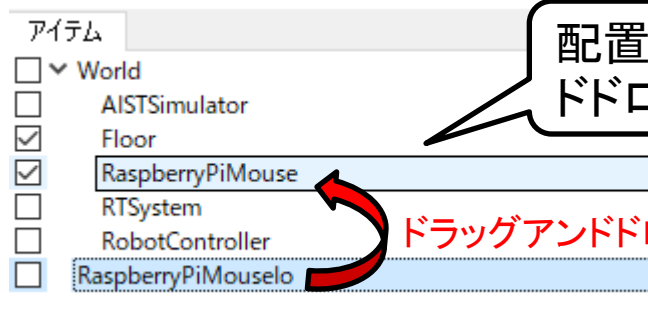 アイテム
配置
ドドロ
World
AISTSimulator
Floor
RaspberryPiMouse
RTSystem
RobotController
ドラッグアンドド
RaspberryPiMouseIo